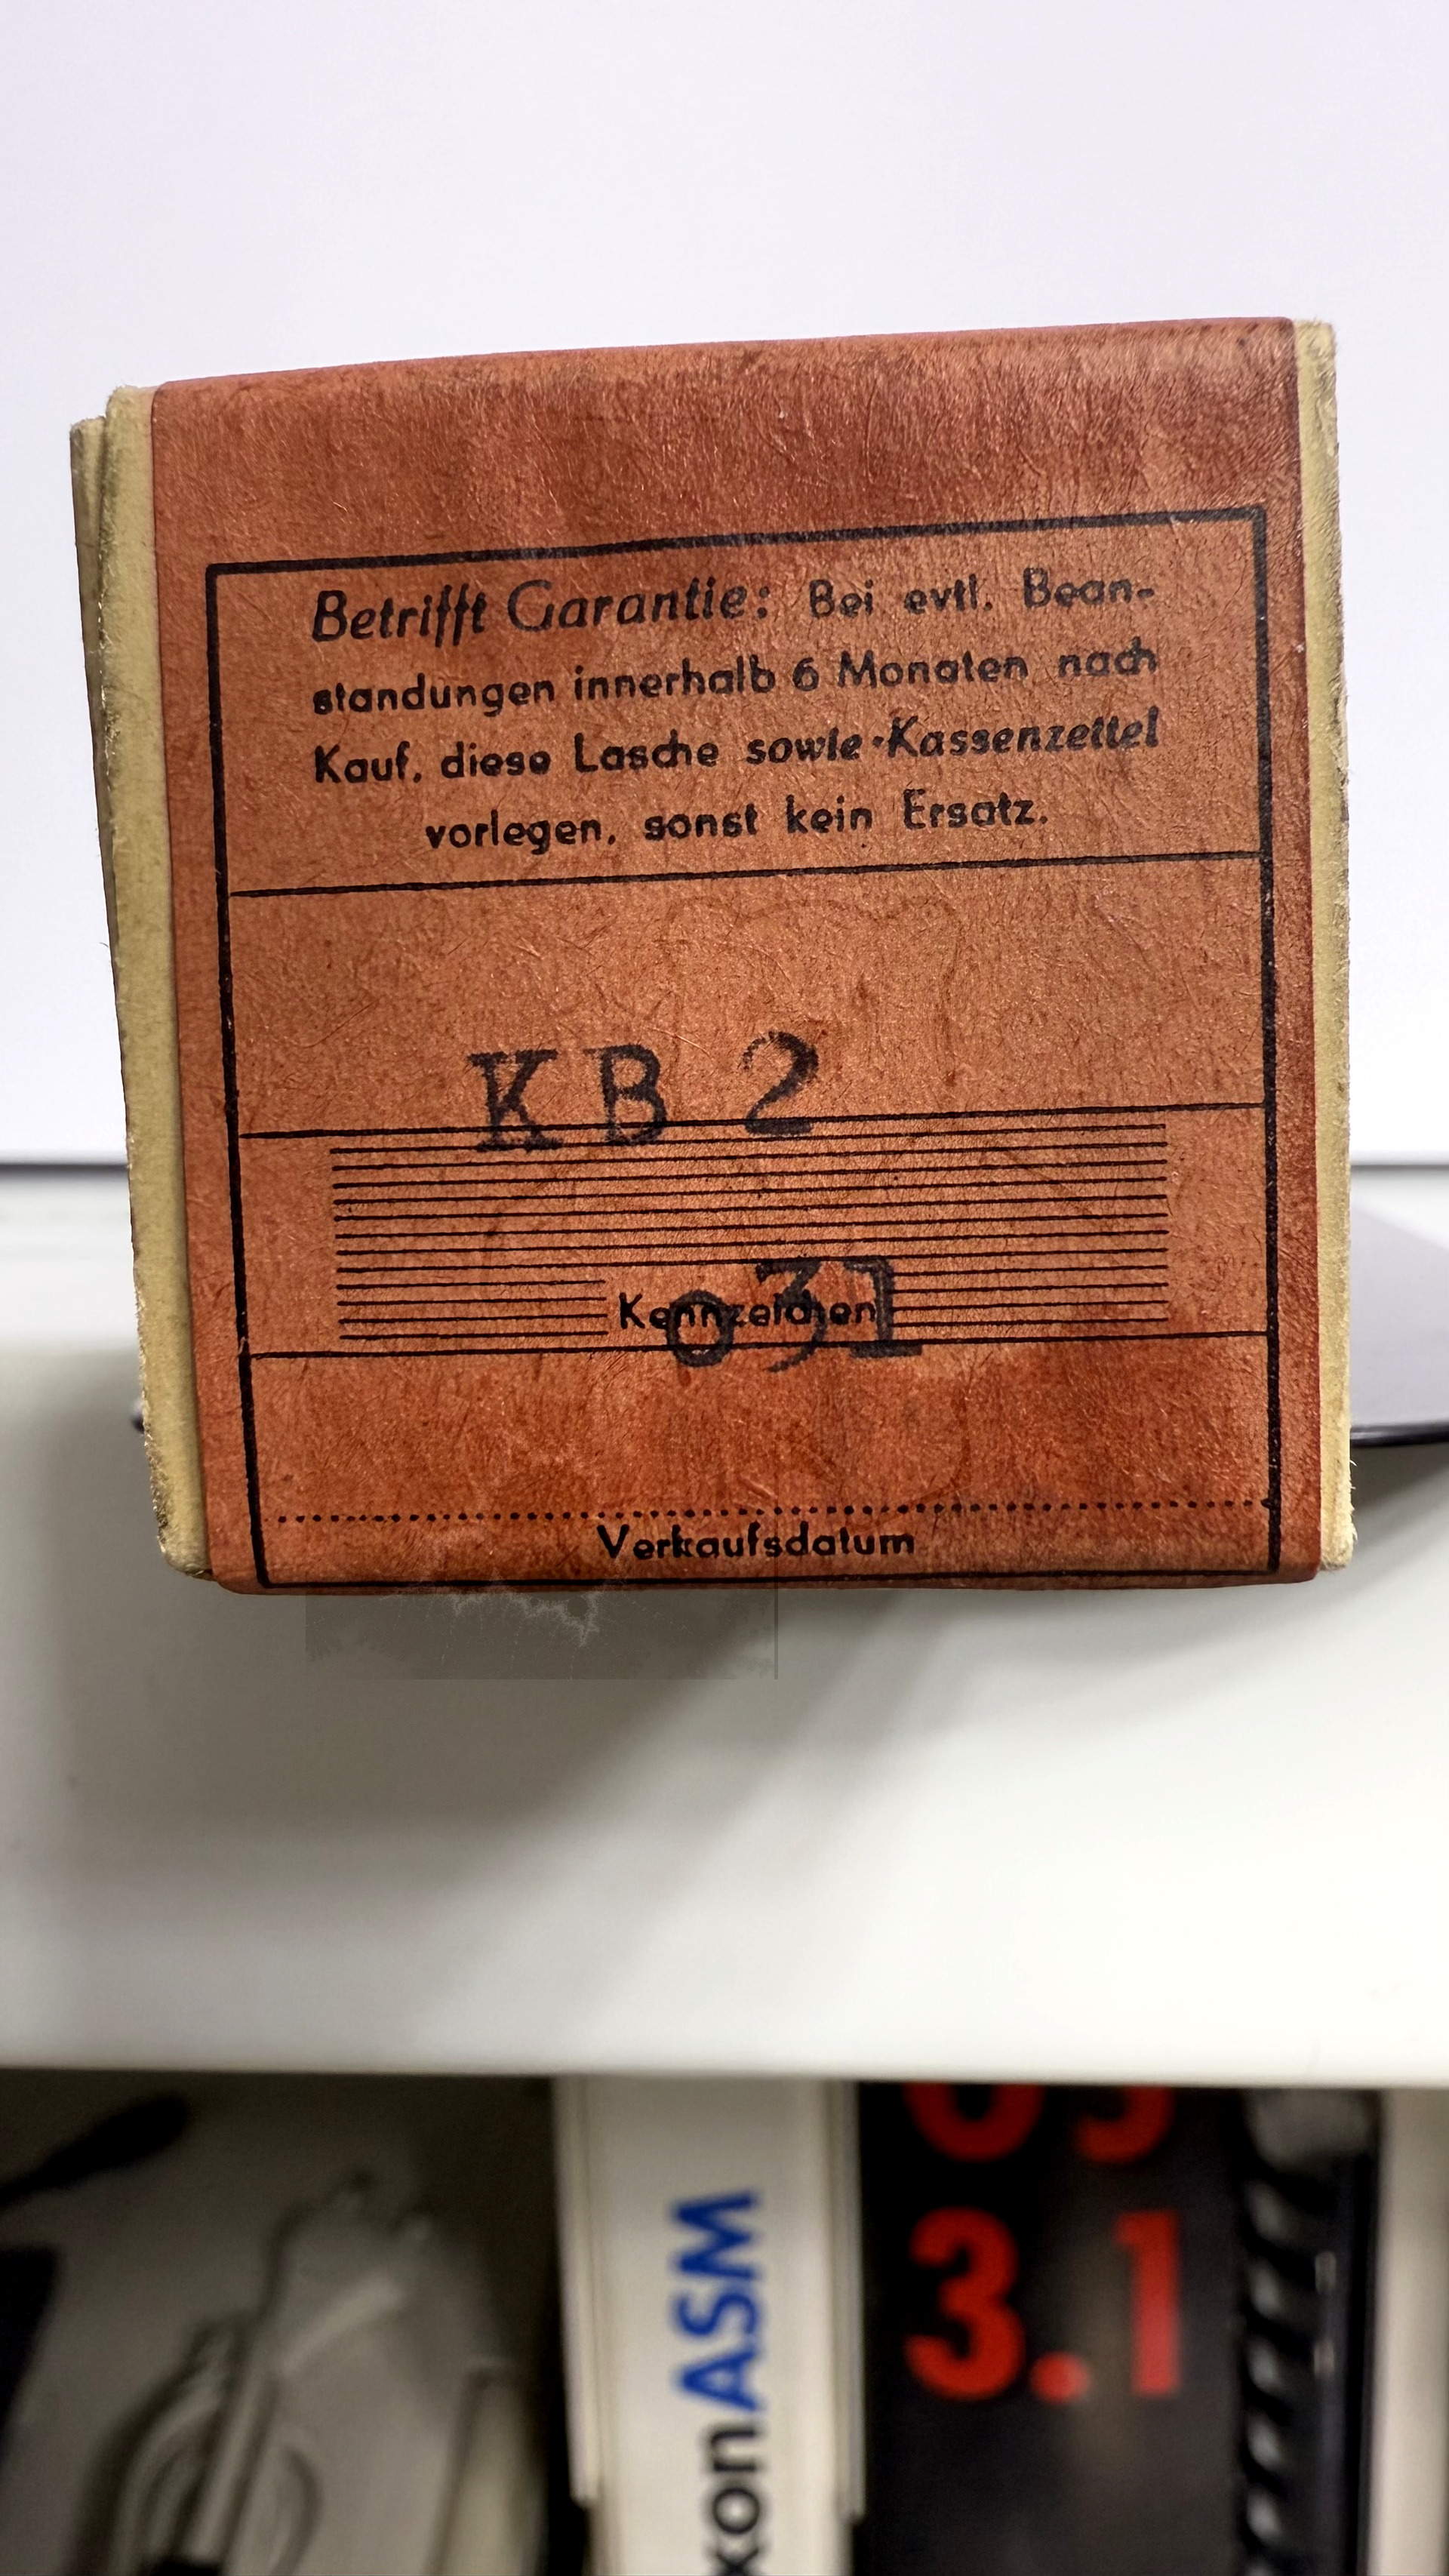 Betrifft Garantie: Bei evtl. Bean-
standungen innerhalb 6 Monaten nach
Kauf, diese Lasche sowie Kassenzettel
vorlegen, sonst kein Ersatz.
KB 2
Kennzeichen
031
Verkaufsdatum
xonASM
3.1